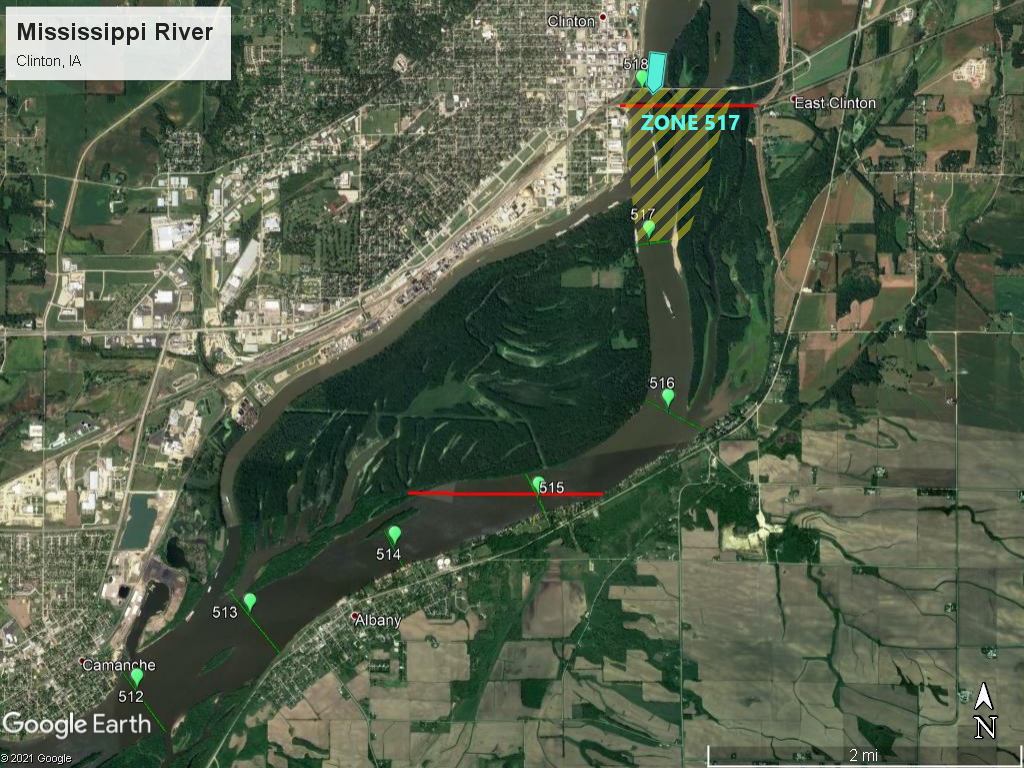 Mississippi River
Clinton, IA
Clinton
518
East Clinton
ZONE 517
517
516
515
514
513
Albany
Camanche
512
Google Earth
N
2 mi
© 2021 Google